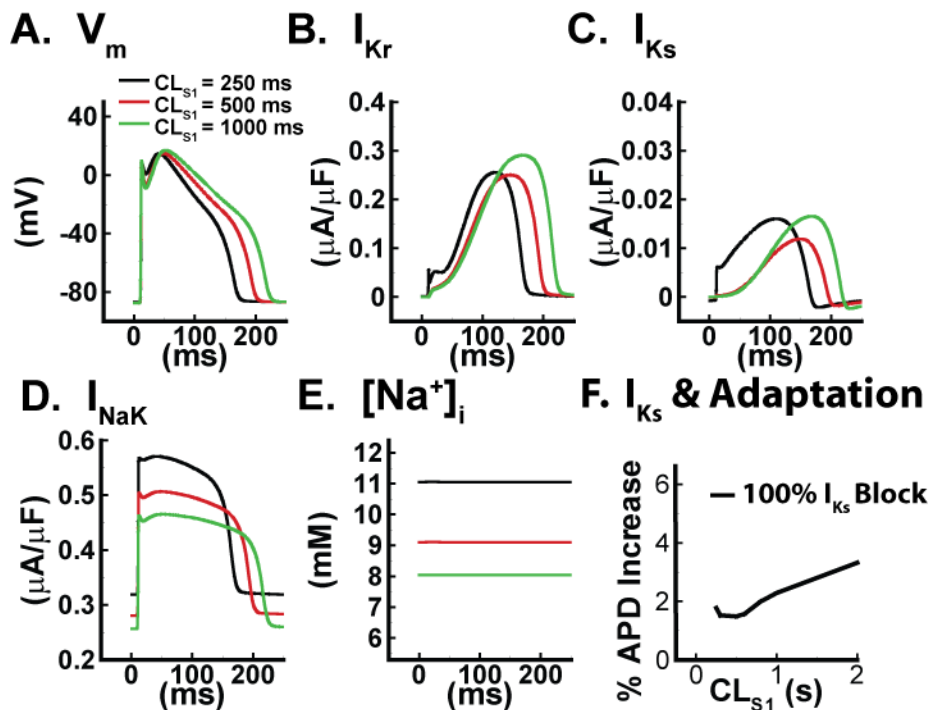 A. Vm
B. IKr
C. IKs
CLS1 = 250 ms
CLS1 = 500 ms
CLS1 = 1000 ms
40
0
-40
-80
(mV)
0 100 200
(ms)
0.4
0.3
0.2
0.1
0
(μA/μF)
0 100 200
(ms)
0.04
0.03
0.02
0.01
0
(μA/μF)
0 100 200
(ms)
D. INaK
E. [Na+]i
F. IKs & Adaptation
0.6
0.5
0.4
0.3
0.2
(μA/μF)
0 100 200
(ms)
12
11
10
9
8
7
6
(mM)
0 100 200
(ms)
100% IKs Block
6
4
2
0
% APD Increase
0 1 2
CLS1 (s)